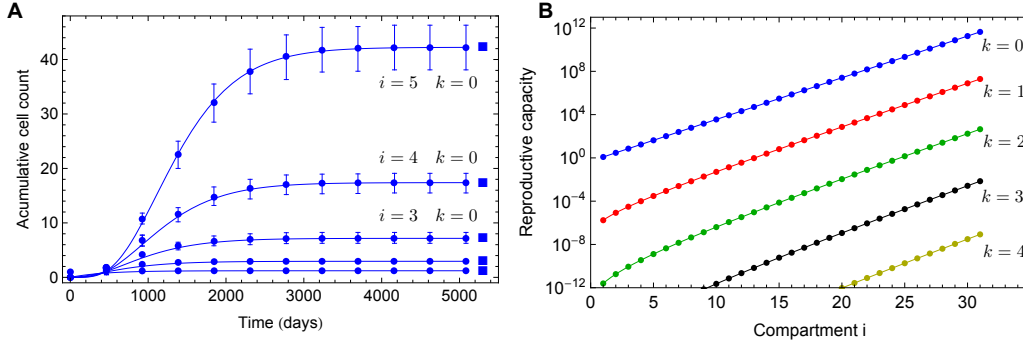 A
Acumulative cell count
40
30
20
10
0
i = 5 k = 0
i = 4 k = 0
i = 3 k = 0
0 1000 2000 3000 4000 5000
Time (days)
B
Reproductive capacity
10^12
10^8
10^4
10^0
10^-4
10^-8
10^-12
k = 0
k = 1
k = 2
k = 3
k = 4
0 5 10 15 20 25 30
Compartment i